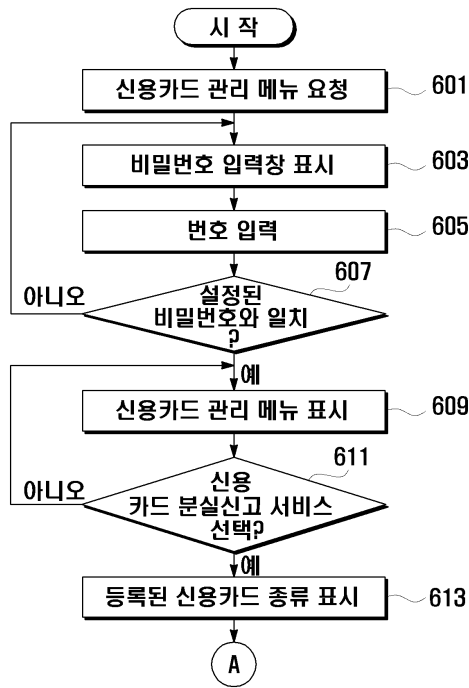 시 작
신용카드 관리 메뉴 요청
601
비밀번호 입력창 표시
603
번호 입력
605
607
설정된
비밀번호와 일치
?
아니오
예
신용카드 관리 메뉴 표시
609
611
신용
카드 분실신고 서비스
선택?
아니오
예
등록된 신용카드 종류 표시
613
A